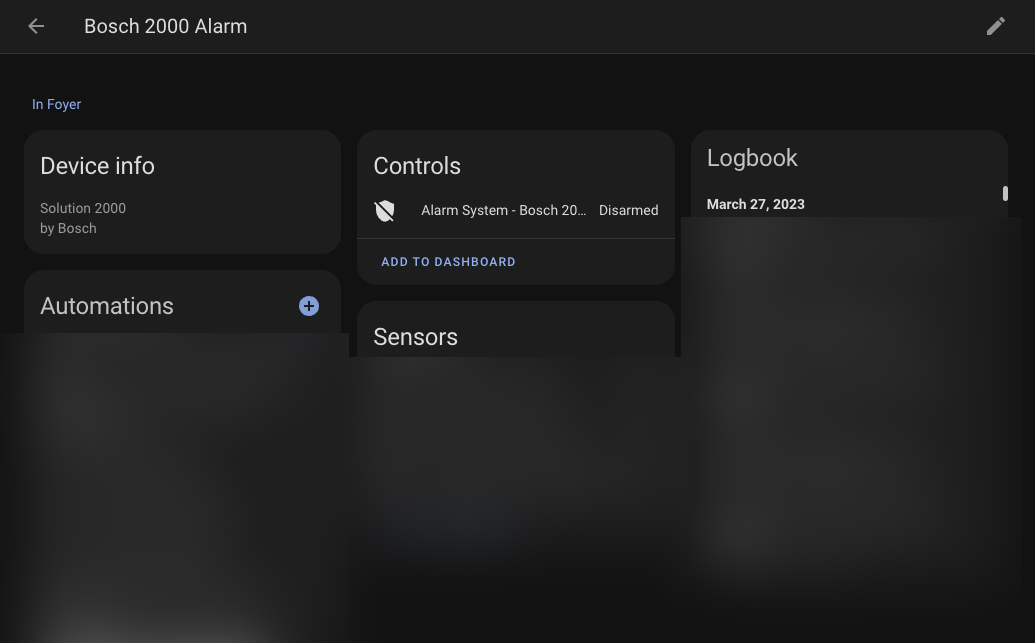 Bosch 2000 Alarm
In Foyer
Device info
Solution 2000
by Bosch
Automations
Controls
Alarm System - Bosch 20... Disarmed
ADD TO DASHBOARD
Sensors
Logbook
March 27, 2023